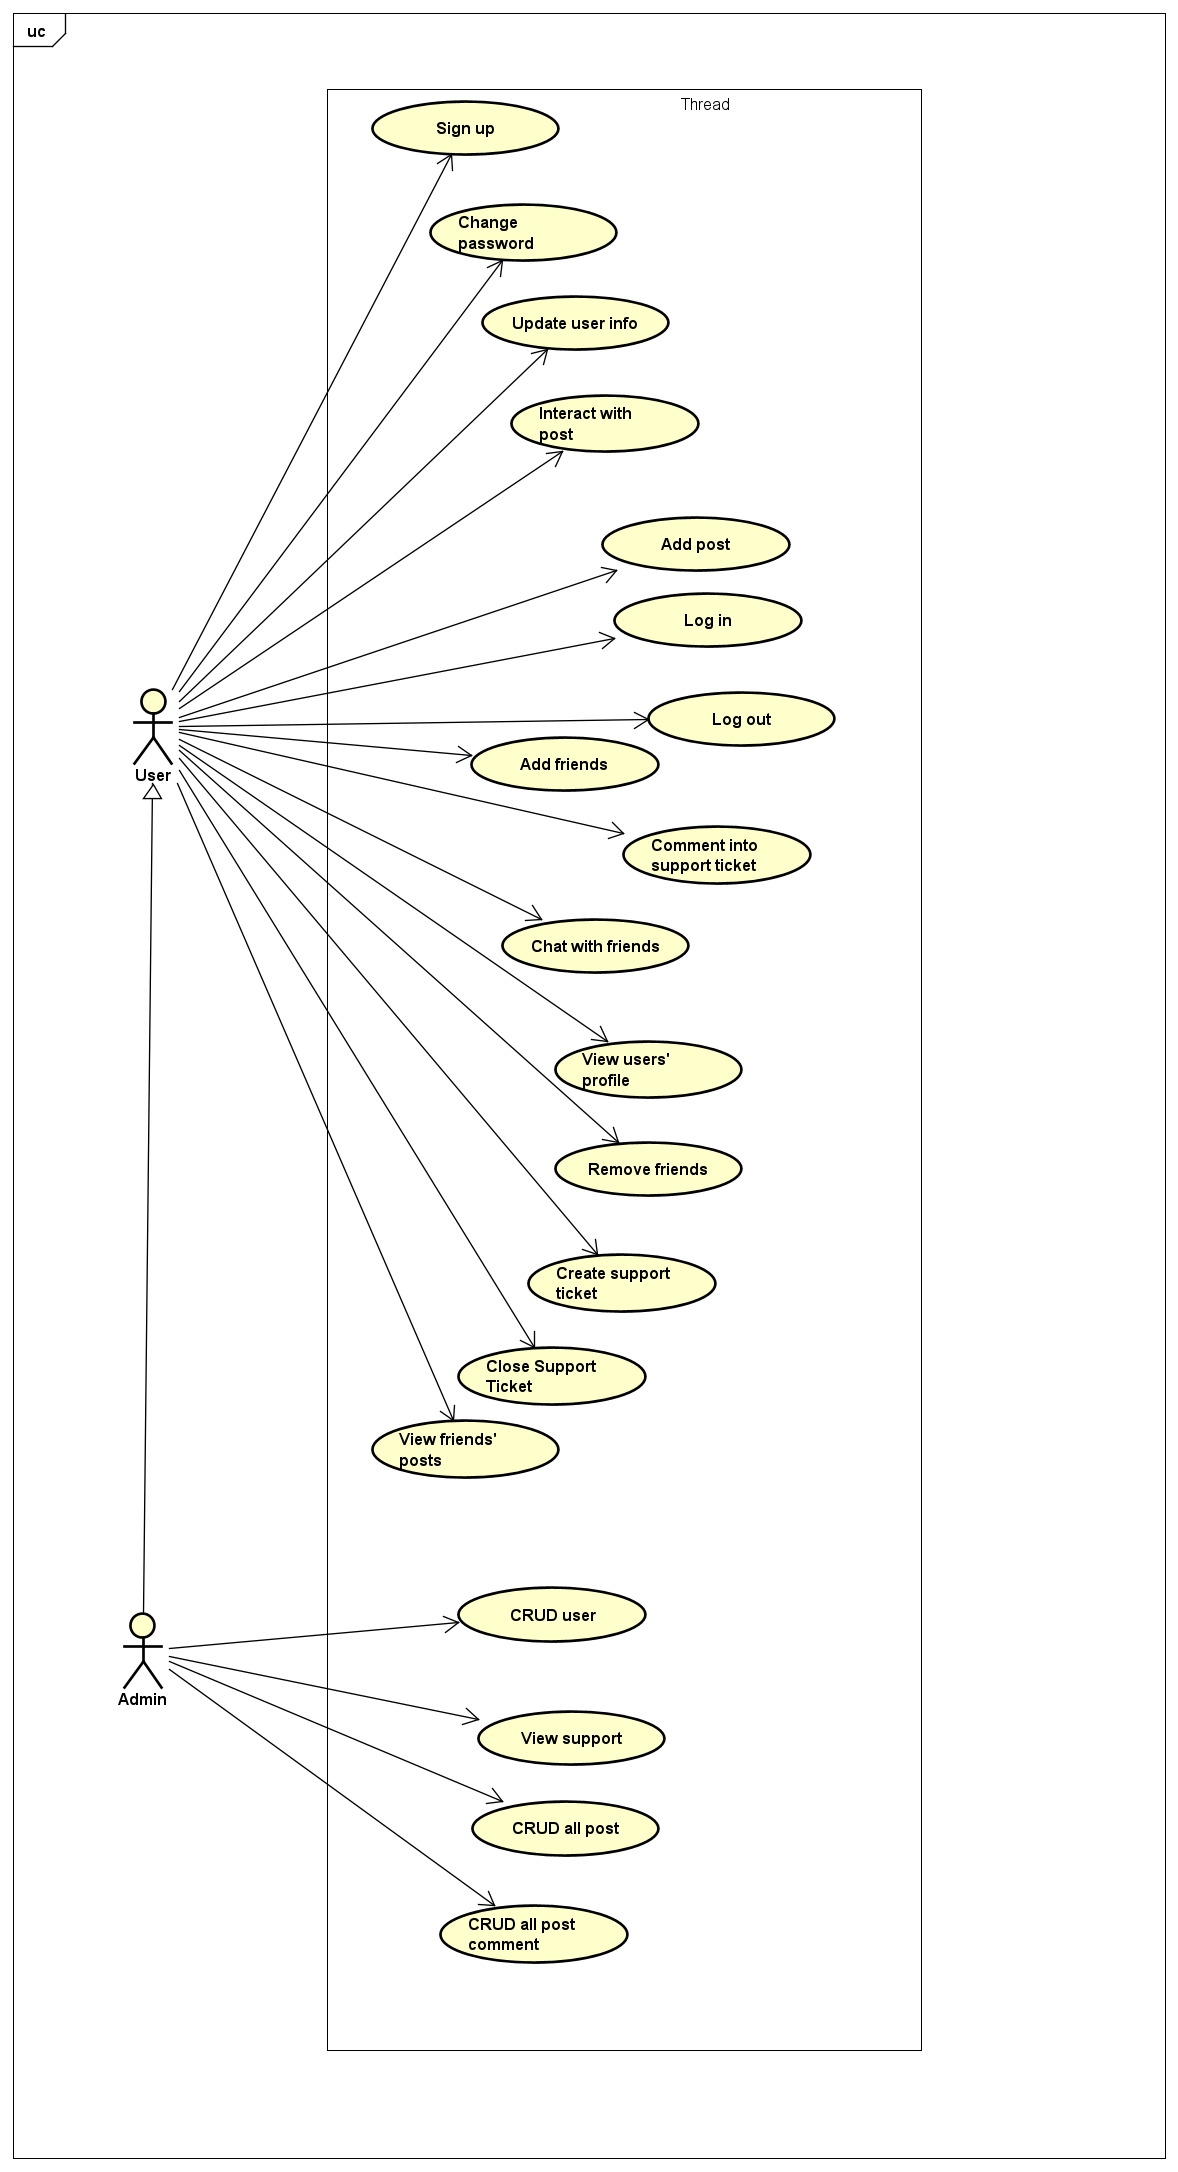 uc
Thread
Sign up
Change
password
Update user info
Interact with
post
Add post
Log in
User
Log out
Add friends
Comment into
support ticket
Chat with friends
View users'
profile
Remove friends
Create support
ticket
Close Support
Ticket
View friends'
posts
CRUD user
Admin
View support
CRUD all post
CRUD all post
comment